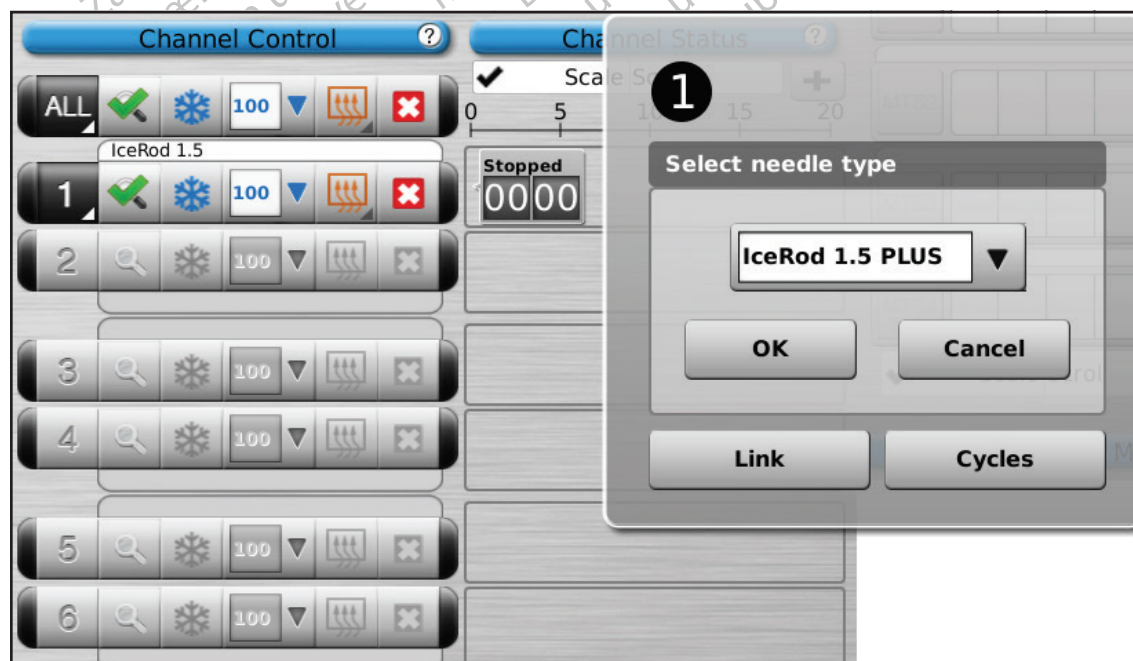 Channel Control ?
Channel Status ?
ALL 100
Scale
0 5 10 15 20
IceRod 1.5
1 100
Stopped
00 00
2 100
3 100
4 100
5 100
6 100
1
Select needle type
IceRod 1.5 PLUS
OK Cancel
Link Cycles